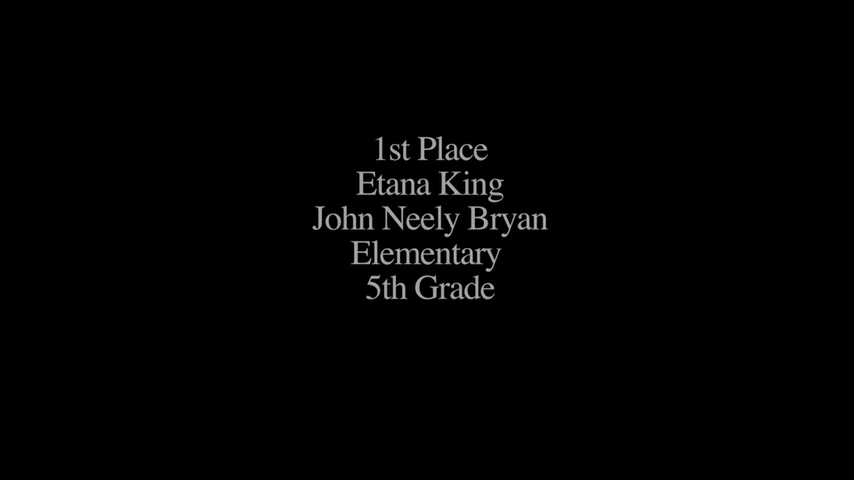 1st Place
Etana King
John Neely Bryan
Elementary
5th Grade